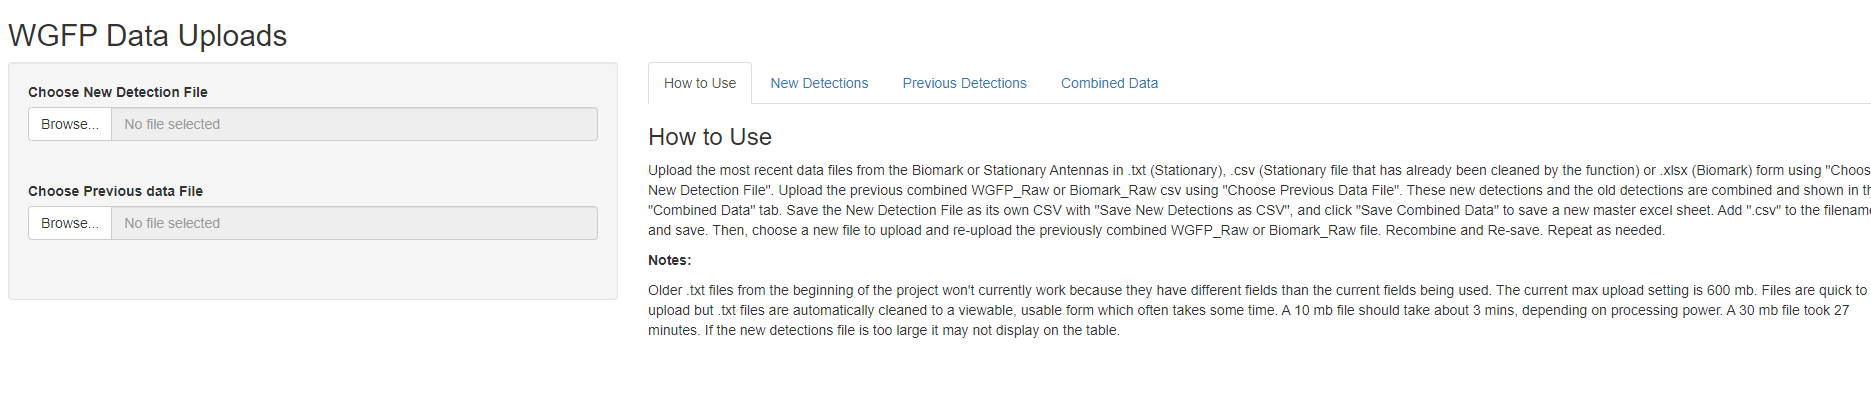 WGFP Data Uploads
Choose New Detection File
Browse... No file selected
Choose Previous data File
Browse... No file selected
How to Use New Detections Previous Detections Combined Data
How to Use
Upload the most recent data files from the Biomark or Stationary Antennas in .txt (Stationary), .csv (Stationary file that has already been cleaned by the function) or .xlsx (Biomark) form using "Choos
New Detection File". Upload the previous combined WGFP_Raw or Biomark_Raw csv using "Choose Previous Data File". These new detections and the old detections are combined and shown in th
"Combined Data" tab. Save the New Detection File as its own CSV with "Save New Detections as CSV", and click "Save Combined Data" to save a new master excel sheet. Add ".csv" to the filename
and save. Then, choose a new file to upload and re-upload the previously combined WGFP_Raw or Biomark_Raw file. Recombine and Re-save. Repeat as needed.
Notes:
Older .txt files from the beginning of the project won't currently work because they have different fields than the current fields being used. The current max upload setting is 600 mb. Files are quick to
upload but .txt files are automatically cleaned to a viewable, usable form which often takes some time. A 10 mb file should take about 3 mins, depending on processing power. A 30 mb file took 27
minutes. If the new detections file is too large it may not display on the table.